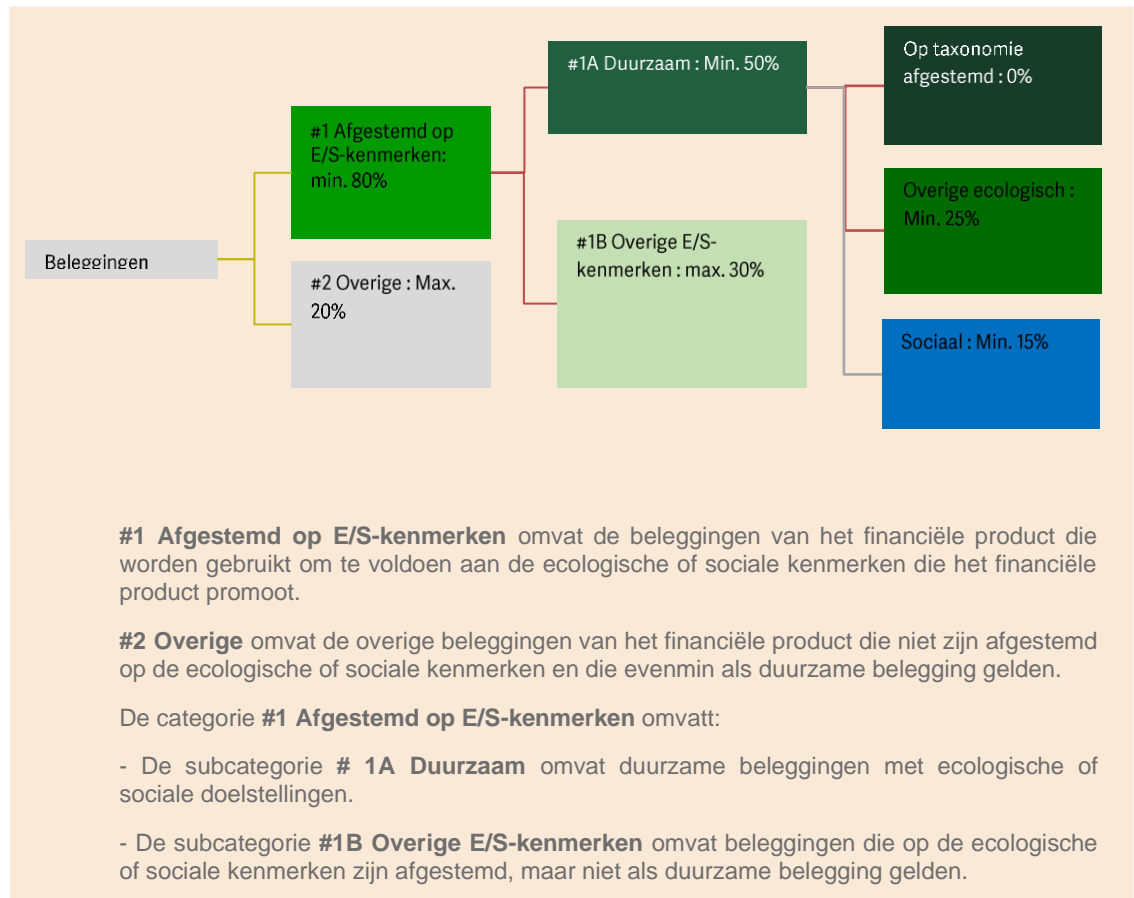 #1A Duurzaam : Min. 50%
Op taxonomie
afgestemd : 0%
#1 Afgestemd op
E/S-kenmerken:
min. 80%
Overige ecologisch :
Min. 25%
#1B Overige E/S-
kenmerken : max. 30%
Beleggingen
#2 Overige : Max.
20%
Sociaal : Min. 15%
#1 Afgestemd op E/S-kenmerken omvat de beleggingen van het financiële product die
worden gebruikt om te voldoen aan de ecologische of sociale kenmerken die het financiële
product promoot.
#2 Overige omvat de overige beleggingen van het financiële product die niet zijn afgestemd
op de ecologische of sociale kenmerken en die evenmin als duurzame belegging gelden.
De categorie #1 Afgestemd op E/S-kenmerken omvatt:
- De subcategorie # 1A Duurzaam omvat duurzame beleggingen met ecologische of
sociale doelstellingen.
- De subcategorie #1B Overige E/S-kenmerken omvat beleggingen die op de ecologische
of sociale kenmerken zijn afgestemd, maar niet als duurzame belegging gelden.